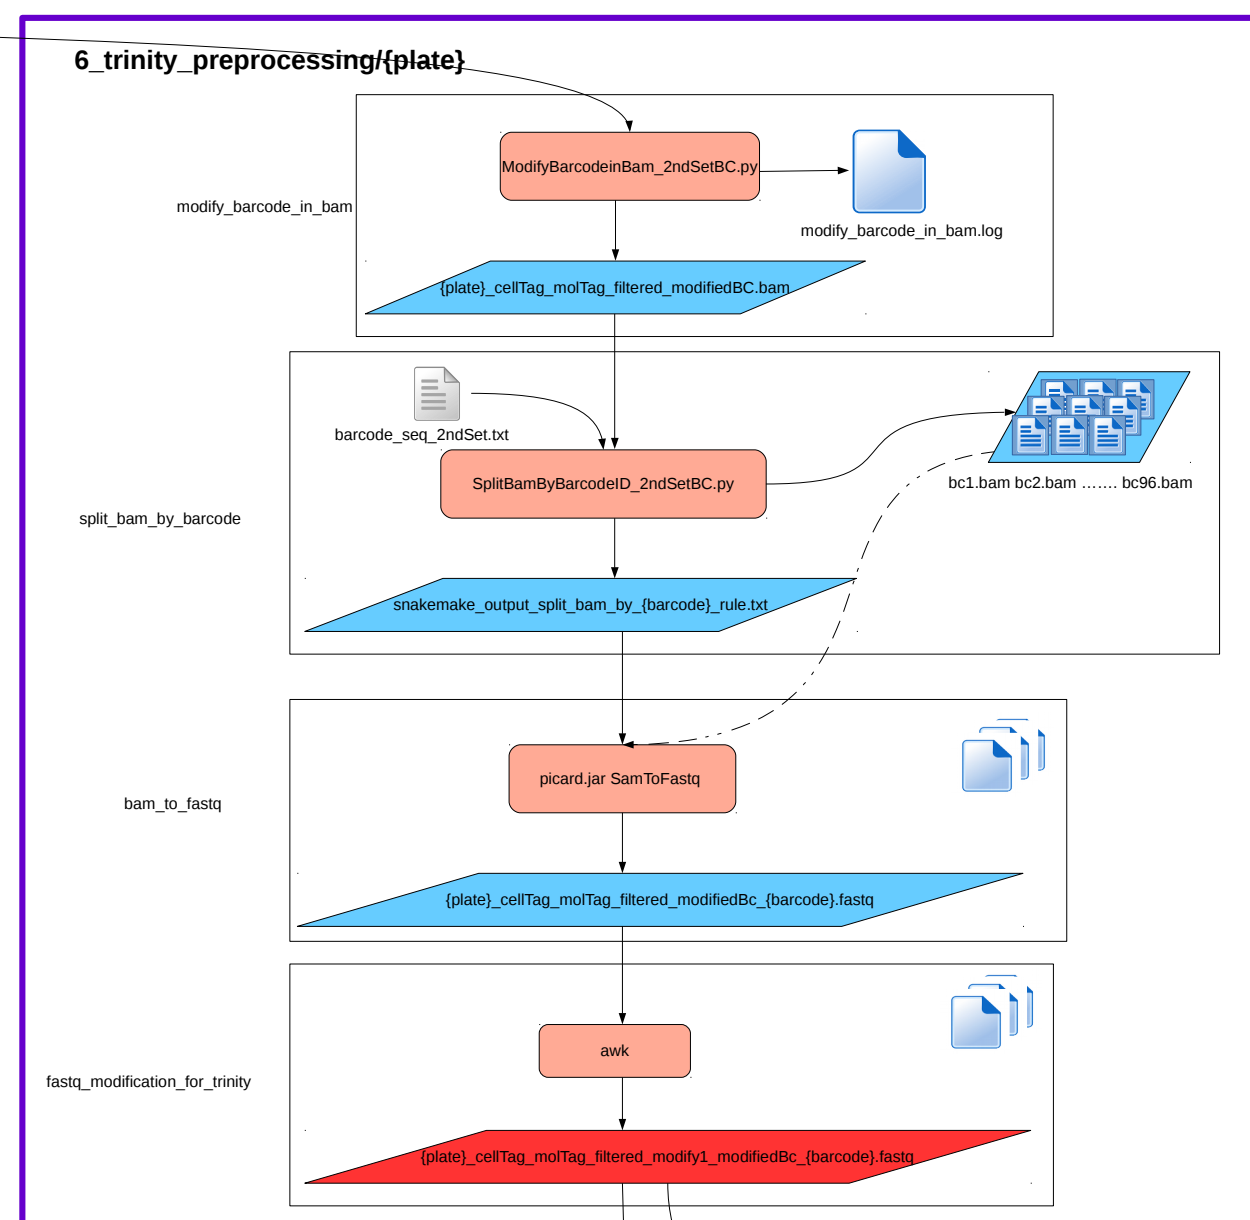 6_trinity_preprocessing/{plate}
ModifyBarcodeinBam_2ndSetBC.py
modify_barcode_in_bam
modify_barcode_in_bam.log
{plate}_cellTag_molTag_filtered_modifiedBC.bam
barcode_seq_2ndSet.txt
SplitBamByBarcodeID_2ndSetBC.py
bc1.bam bc2.bam ……. bc96.bam
split_bam_by_barcode
snakemake_output_split_bam_by_{barcode}_rule.txt
picard.jar SamToFastq
bam_to_fastq
{plate}_cellTag_molTag_filtered_modifiedBc_{barcode}.fastq
awk
fastq_modification_for_trinity
{plate}_cellTag_molTag_filtered_modify1_modifiedBc_{barcode}.fastq